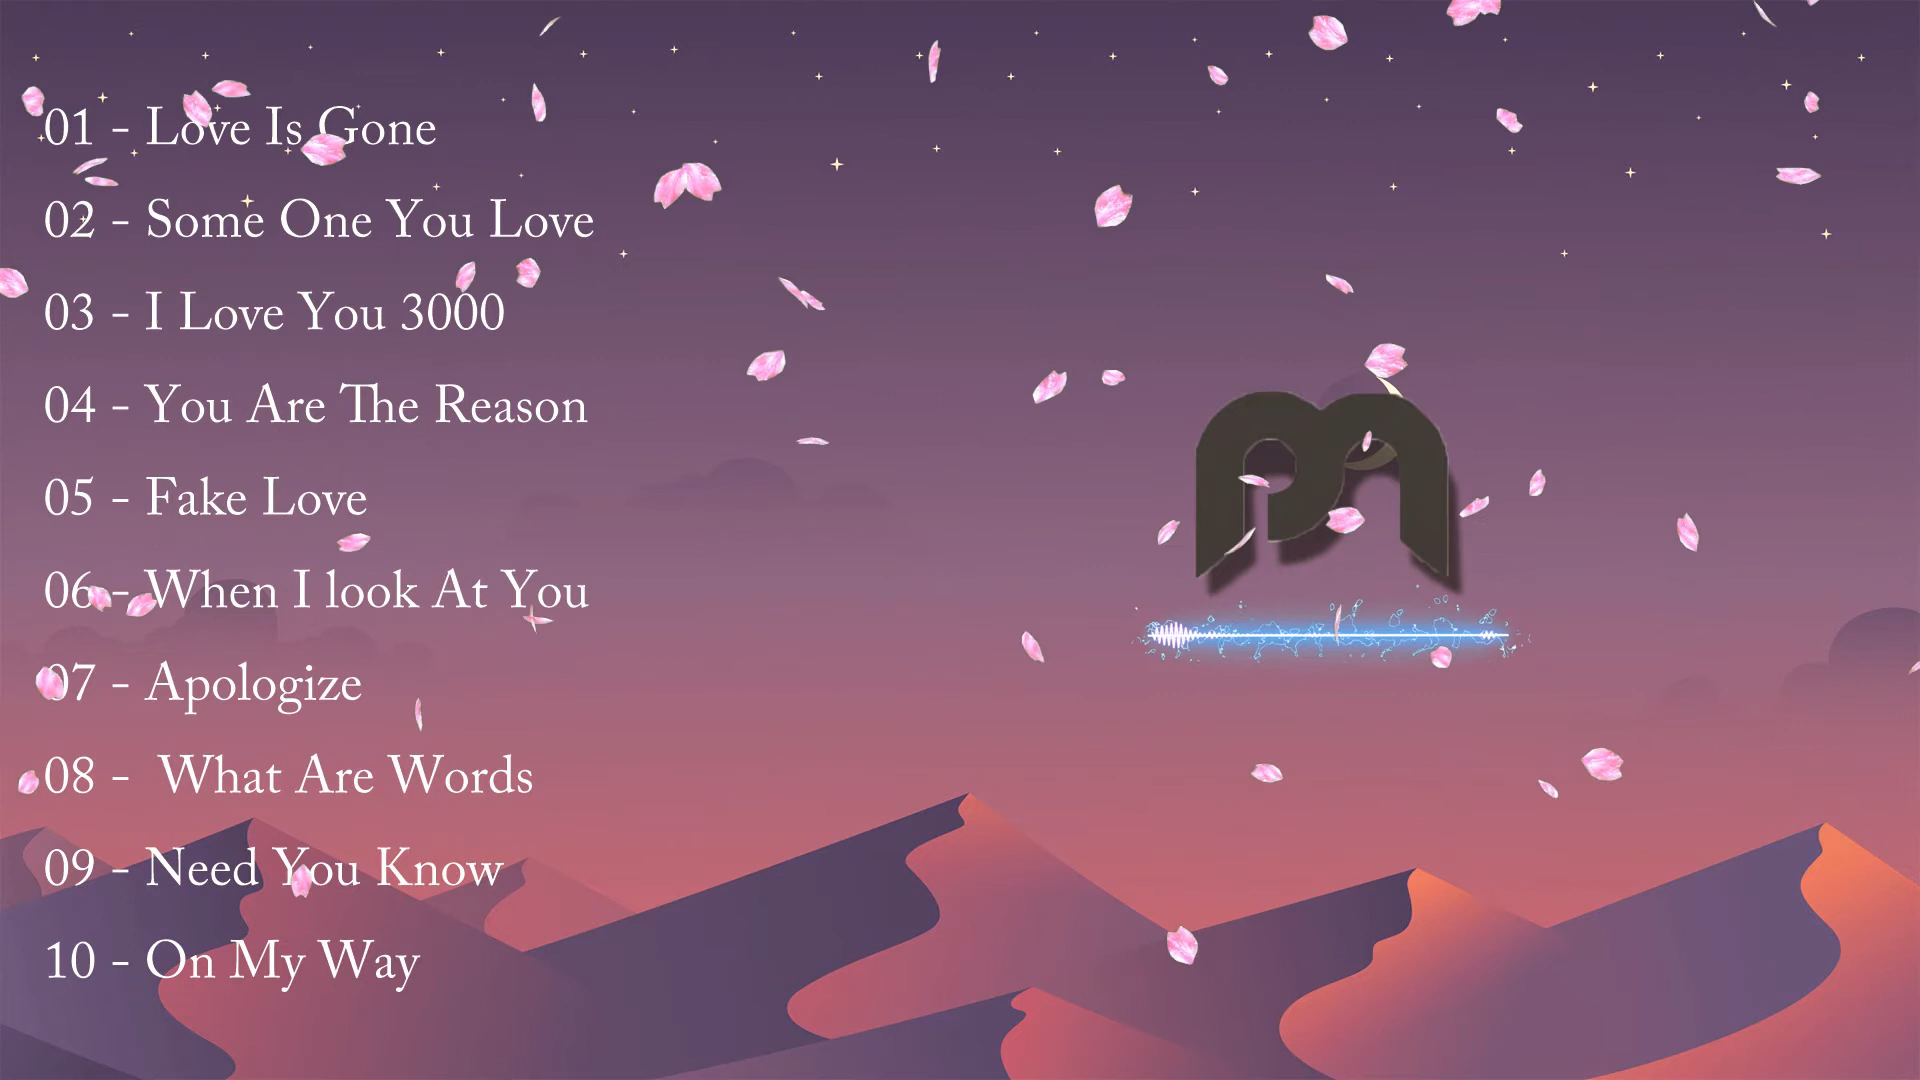 01 - Love Is Gone
02 - Some One You Love
03 - I Love You 3000
04 - You Are The Reason
05 - Fake Love
06 - When I look At You
07 - Apologize
08 - What Are Words
09 - Need You Know
10 - On My Way